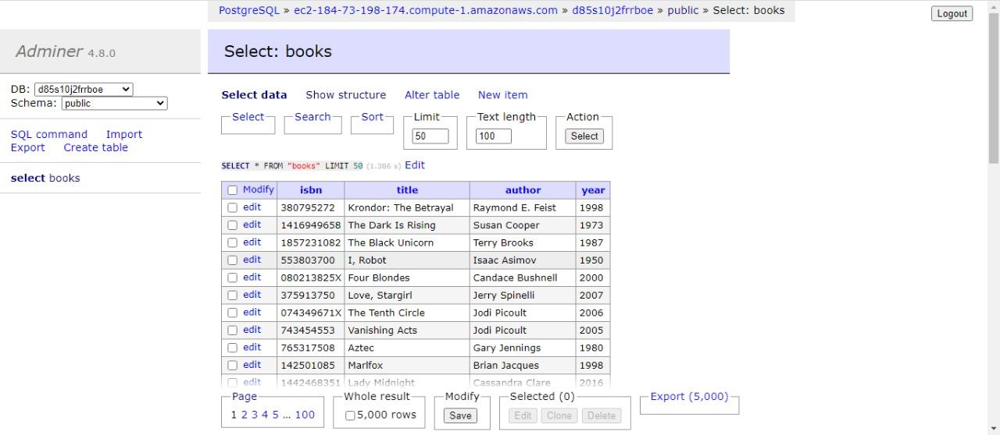 PostgreSQL » ec2-184-73-198-174.compute-1.amazonaws.com » d85s10j2frrboe » public » Select: books
Logout
Adminer 4.8.0
Select: books
DB: d85s10j2frrboe
Schema: public
SQL command Import
Export Create table
select books
Select data Show structure Alter table New item
Select Search Sort Limit Text length Action
50 100 Select
SELECT * FROM "books" LIMIT 50 (1.386 s) Edit
Modify isbn title author year
edit 380795272 Krondor: The Betrayal Raymond E. Feist 1998
edit 1416949658 The Dark Is Rising Susan Cooper 1973
edit 1857231082 The Black Unicorn Terry Brooks 1987
edit 553803700 I, Robot Isaac Asimov 1950
edit 080213825X Four Blondes Candace Bushnell 2000
edit 375913750 Love, Stargirl Jerry Spinelli 2007
edit 074349671X The Tenth Circle Jodi Picoult 2006
edit 743454553 Vanishing Acts Jodi Picoult 2005
edit 765317508 Aztec Gary Jennings 1980
edit 142501085 Marlfox Brian Jacques 1998
edit 1442468351 Lady Midnight Cassandra Clare 2016
Page Whole result Modify Selected (0) Export (5,000)
1 2 3 4 5 ... 100 5,000 rows Save Edit Clone Delete